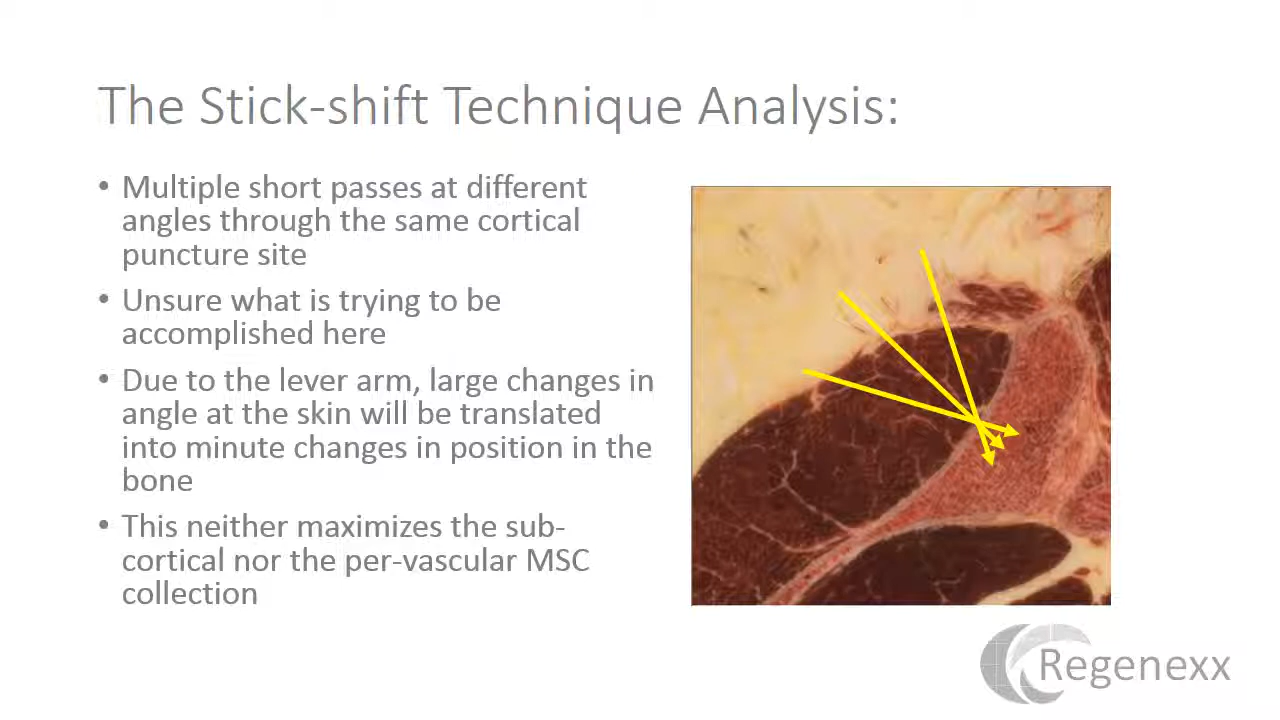 The Stick-shift Technique Analysis:
• Multiple short passes at different
angles through the same cortical
puncture site
• Unsure what is trying to be
accomplished here
• Due to the lever arm, large changes in
angle at the skin will be translated
into minute changes in position in the
bone
• This neither maximizes the sub-
cortical nor the per-vascular MSC
collection
Regenexx